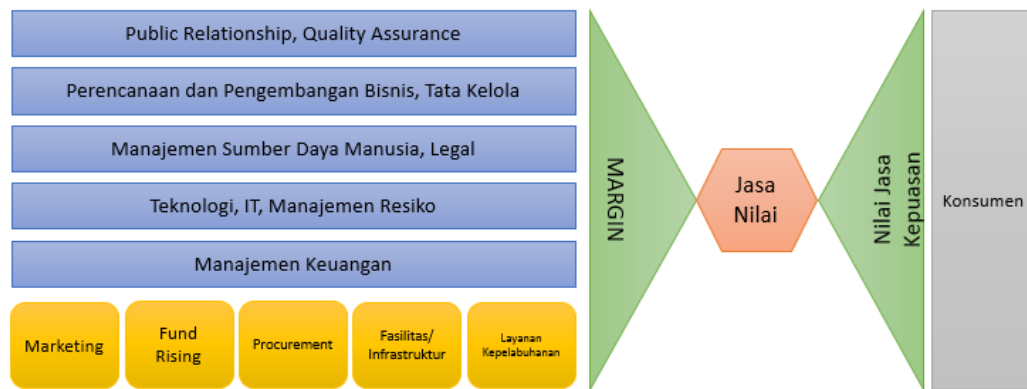 Public Relationship, Quality Assurance
Perencanaan dan Pengembangan Bisnis, Tata Kelola
Manajemen Sumber Daya Manusia, Legal
Teknologi, IT, Manajemen Resiko
Manajemen Keuangan
Marketing
Fund
Rising
Procurement
Fasilitas/
Infrastruktur
Layanan
Kepelabuhanan
MARGIN
Jasa
Nilai
Nilai Jasa
Kepuasan
Konsumen